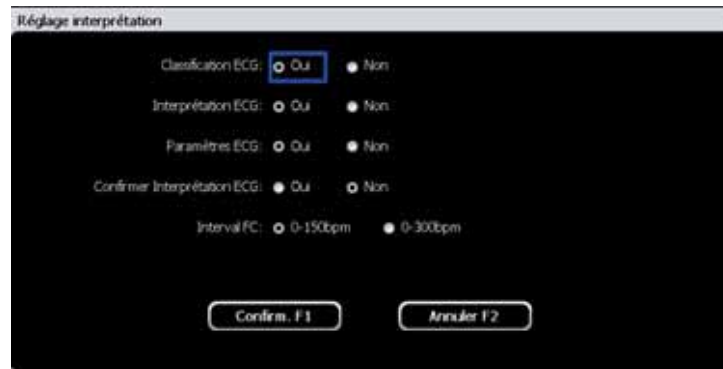 Réglage interprétation
Classification ECG: Oui Non
Interprétation ECG: Oui Non
Paramètres ECG: Oui Non
Confirmer Interprétation ECG: Oui Non
Interval FC: 0-150bpm 0-300bpm
Confirm. F1 Annuler F2